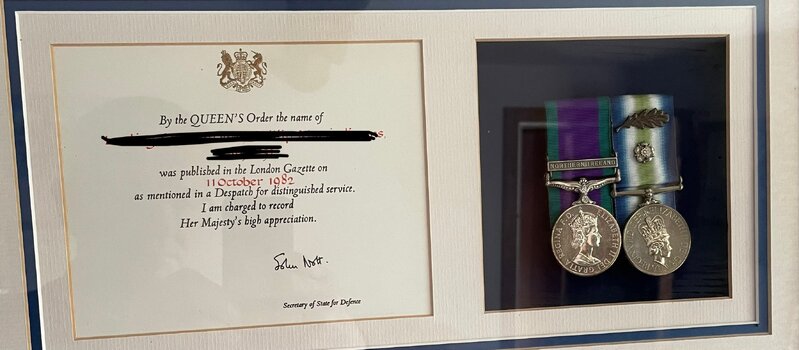 By the QUEEN'S Order the name of
was published in the London Gazette on
11 October 1982
as mentioned in a Despatch for distinguished service.
I am charged to record
Her Majesty's high appreciation.
John Nott.
Secretary of State for Defence
NORTHERN IRELAND